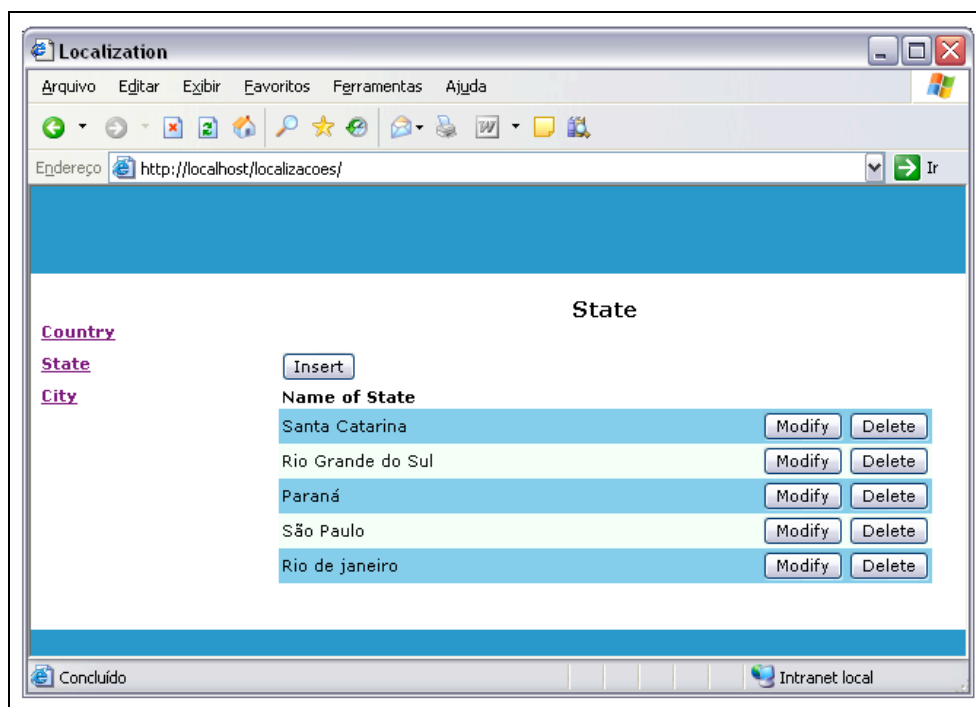 Localization
Arquivo Editar Exibir Favoritos Ferramentas Ajuda
Endereço http://localhost/localizacoes/ Ir
State
Country
State
City
Insert
Name of State
Santa Catarina Modify Delete
Rio Grande do Sul Modify Delete
Paraná Modify Delete
São Paulo Modify Delete
Rio de janeiro Modify Delete
Concluído Intranet local